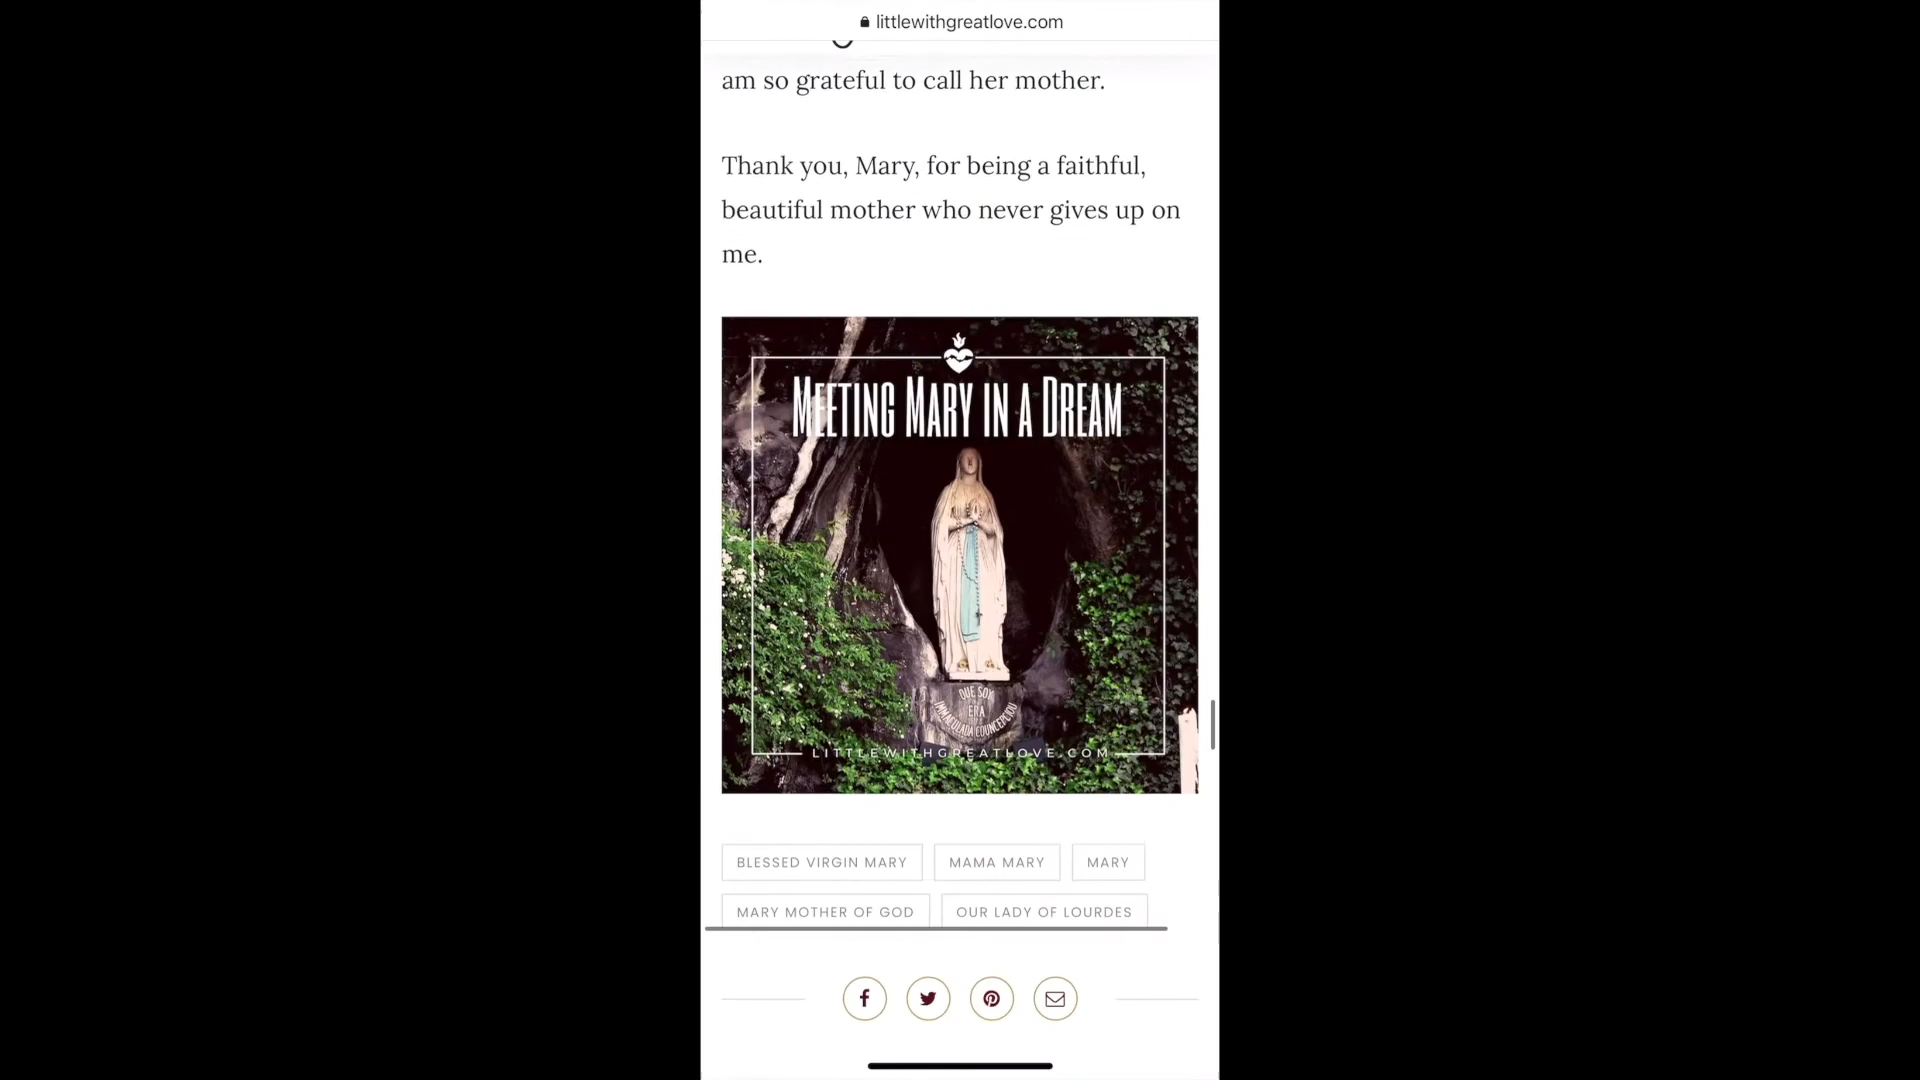 littlewithgreatlove.com
am so grateful to call her mother.
Thank you, Mary, for being a faithful,
beautiful mother who never gives up on
me.
MEETING MARY IN A DREAM
QUE SOY
ERA
IMMACULADA COUNCEPCIOU
LITTLEWITHGREATLOVE.COM
BLESSED VIRGIN MARY
MAMA MARY
MARY
MARY MOTHER OF GOD
OUR LADY OF LOURDES